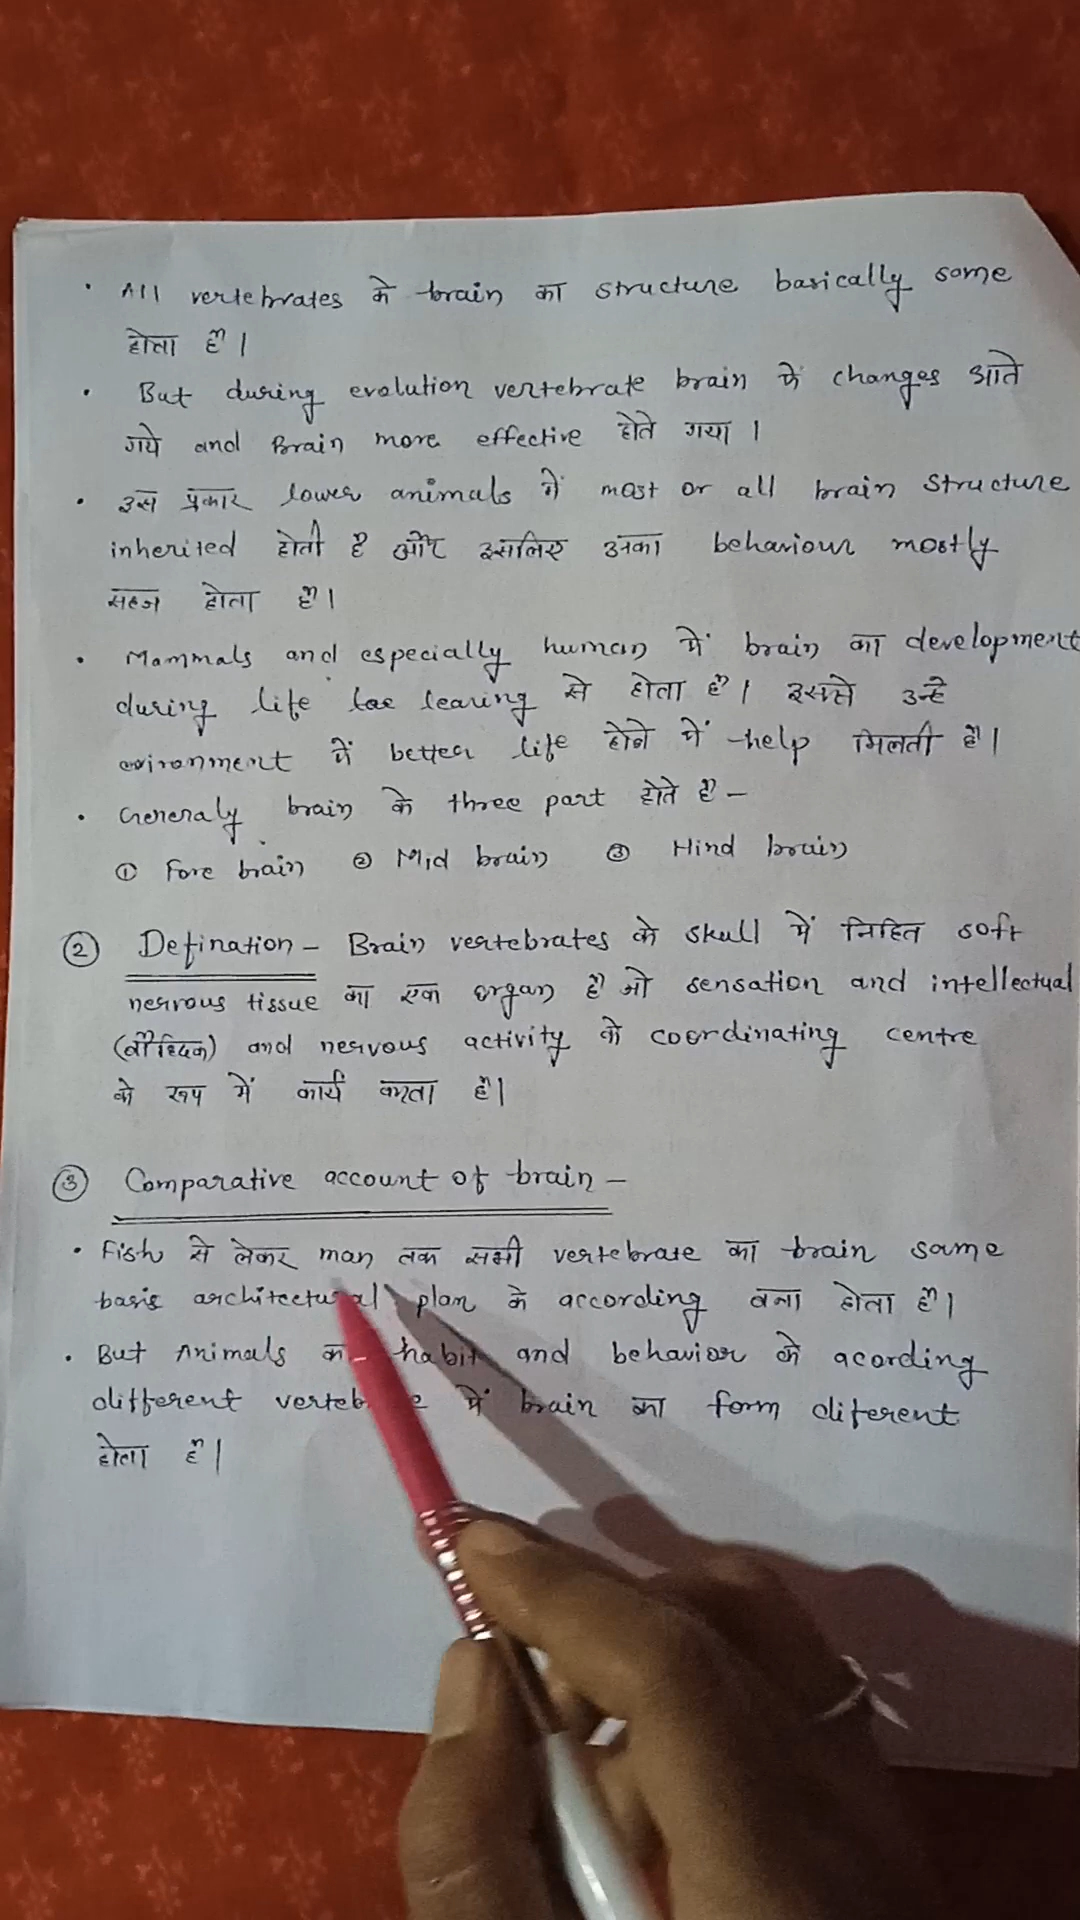 • All vertebrates के brain का structure basically same
होता है।
• But during evolution vertebrate brain में changes आते
गये and Brain more effective होते गया।
• इस प्रकार lower animals में most or all brain structure
inherited होती है और इसलिए उनका behaviour mostly
सहज होता है।
• Mammals and especially human में brain का development
during life learing से होता है। इससे उन्हे
environment में better life होने में help मिलती है।
• Generaly brain के three part होते है -
① Fore brain ② Mid brain ③ Hind brain
② Defination - Brain vertebrates के skull में निहित soft
nervous tissue का एक organ है जो sensation and intellectual
(बौध्दिक) and nervous activity के coordinating centre
के रूप में कार्य करता है।
③ Comparative account of brain -
• Fish से लेकर man तक सभी vertebrate का brain same
basic architectural plan के according बना होता है।
• But Animals के habit and behavior के acording
different में brain का form diferent
होता है।